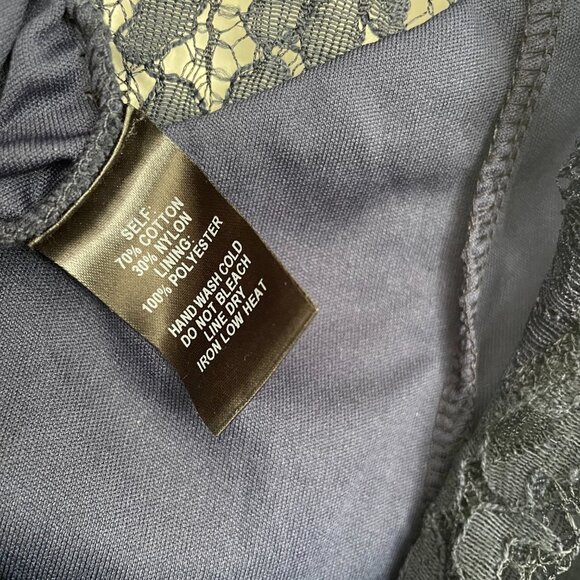 SELF:
70% COTTON
30% NYLON
LINING:
100% POLYESTER
HAND WASH COLD
DO NOT BLEACH
LINE DRY
IRON LOW HEAT